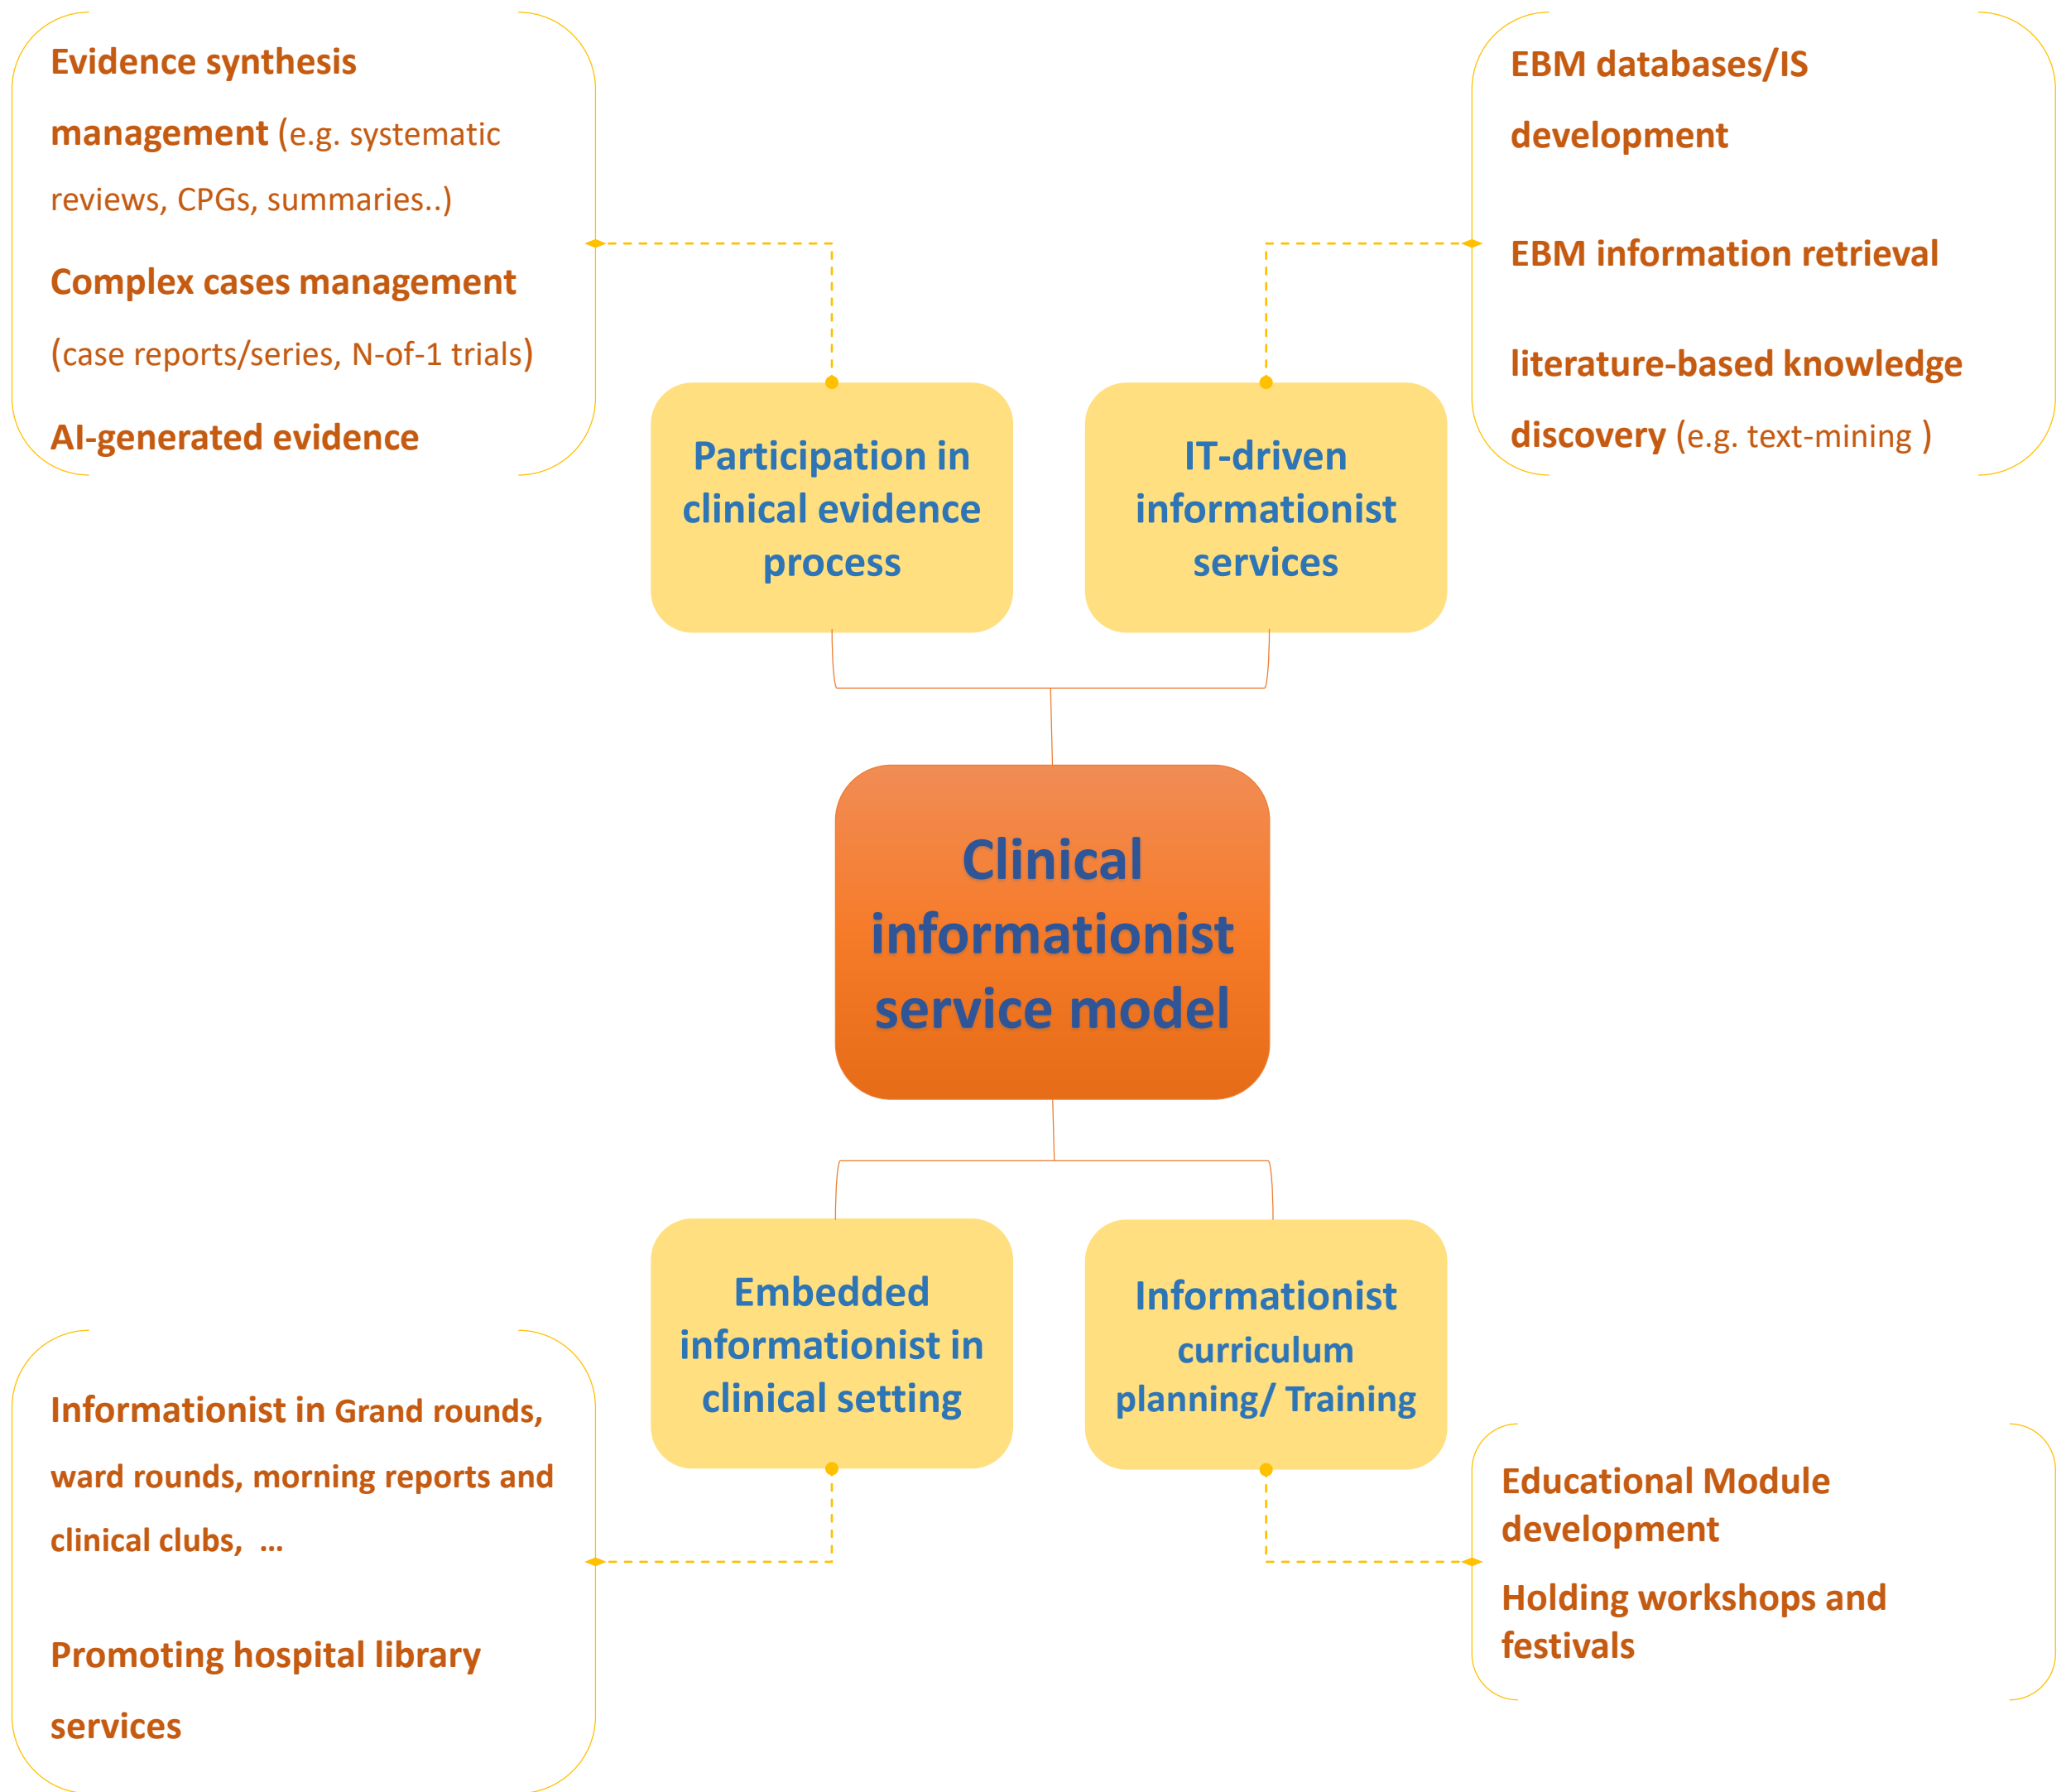 Evidence synthesis
management (e.g. systematic
reviews, CPGs, summaries..)
Complex cases management
(case reports/series, N-of-1 trials)
AI-generated evidence
EBM databases/IS
development
EBM information retrieval
literature-based knowledge
discovery (e.g. text-mining )
Participation in
clinical evidence
process
IT-driven
informationist
services
Clinical
informationist
service model
Embedded
informationist in
clinical setting
Informationist
curriculum
planning/ Training
Informationist in Grand rounds,
ward rounds, morning reports and
clinical clubs, ...
Promoting hospital library
services
Educational Module
development
Holding workshops and
festivals